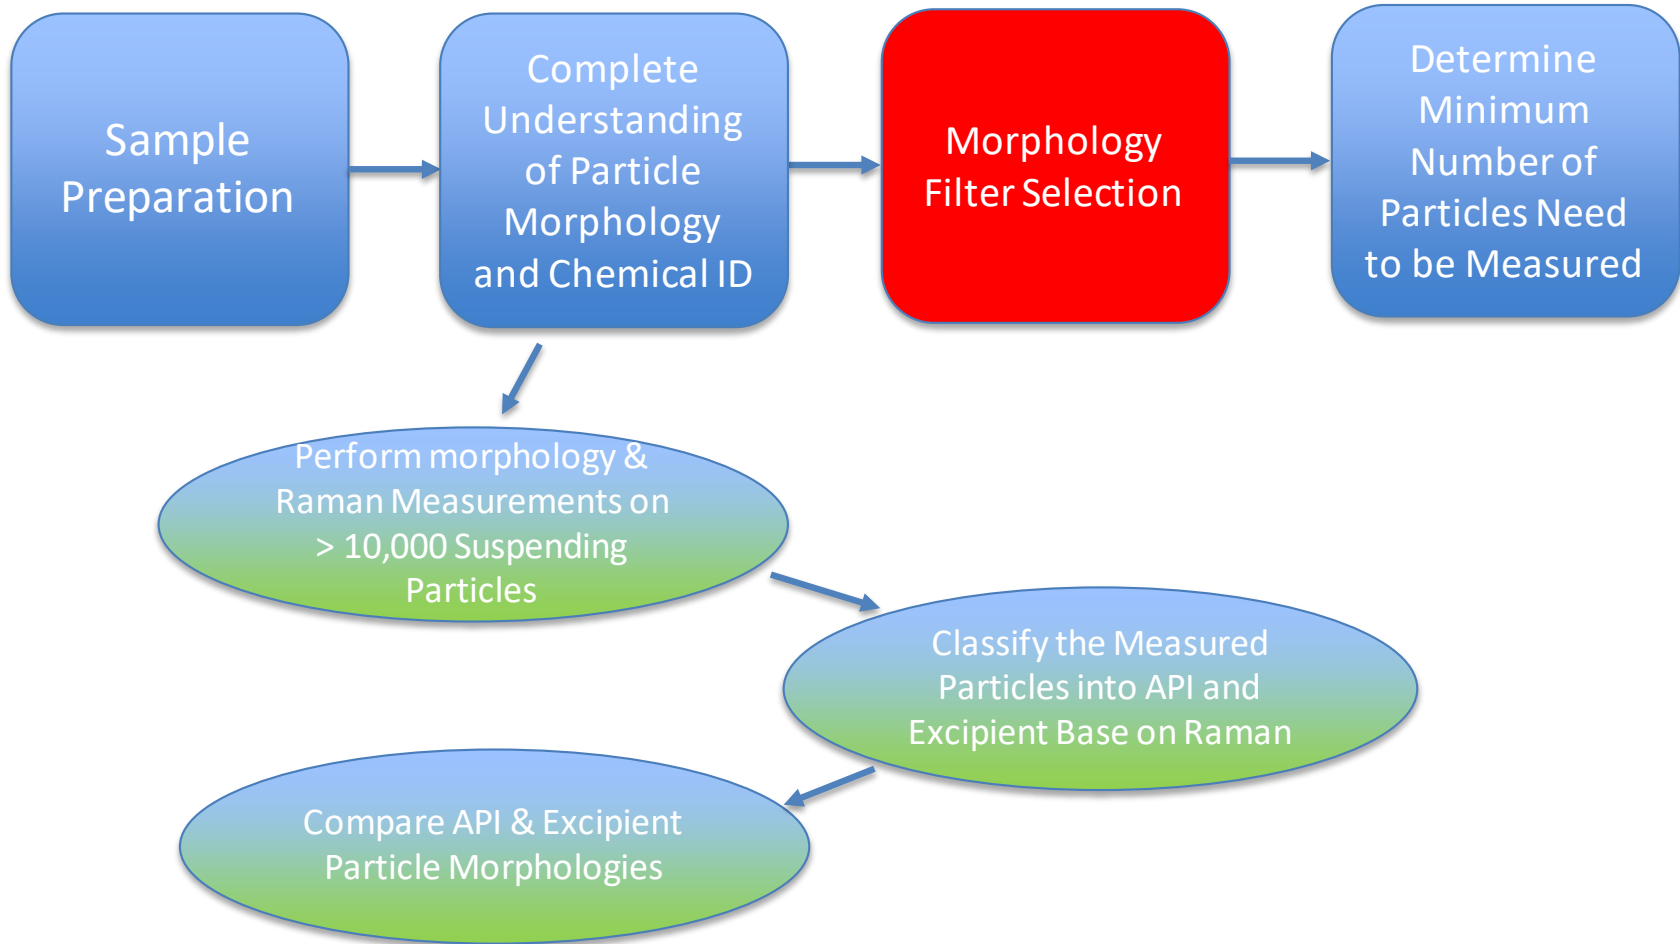 Sample
Preparation
Complete
Understanding
of Particle
Morphology
and Chemical ID
Morphology
Filter Selection
Determine
Minimum
Number of
Particles Need
to be Measured
Perform morphology &
Raman Measurements on
> 10,000 Suspending
Particles
Classify the Measured
Particles into API and
Excipient Base on Raman
Compare API & Excipient
Particle Morphologies